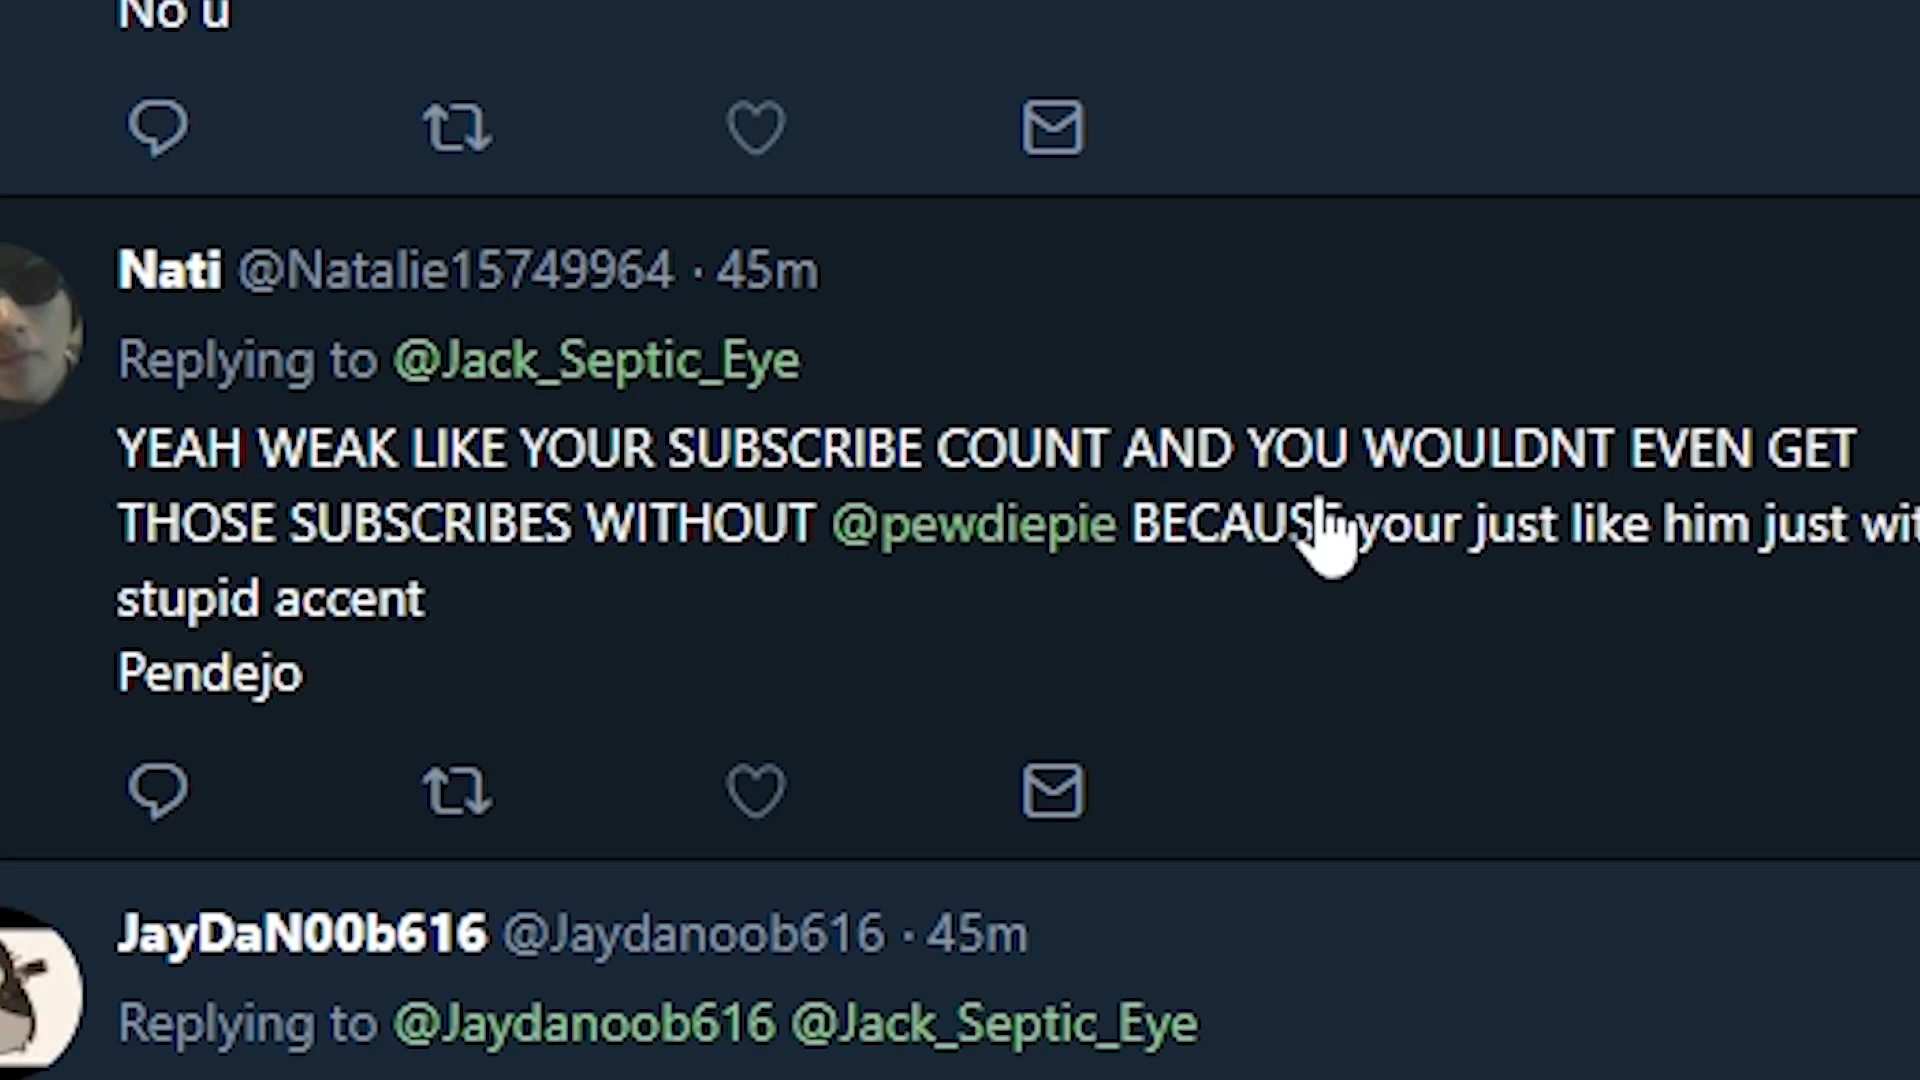 No u
Nati @Natalie15749964 · 45m
Replying to @Jack_Septic_Eye
YEAH WEAK LIKE YOUR SUBSCRIBE COUNT AND YOU WOULDNT EVEN GET
THOSE SUBSCRIBES WITHOUT @pewdiepie BECAUSE your just like him just
stupid accent
Pendejo
JayDaN00b616 @Jaydanoob616 · 45m
Replying to @Jaydanoob616 @Jack_Septic_Eye